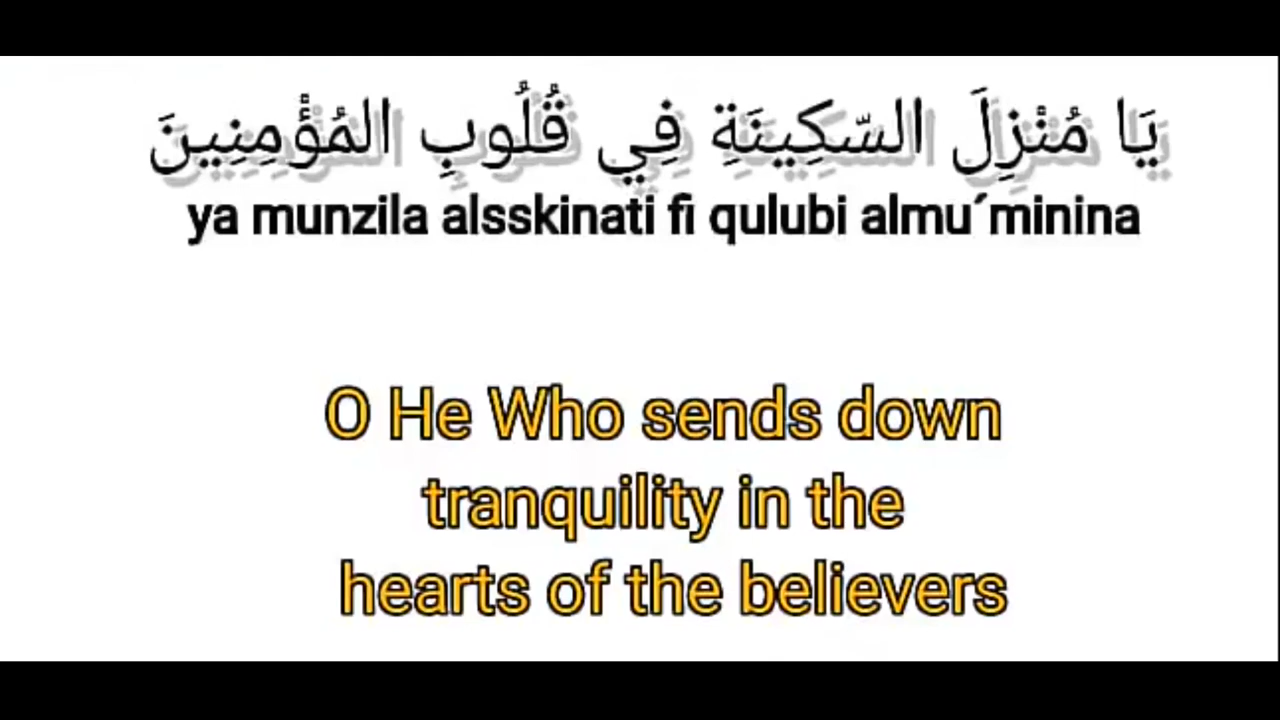 يَا مُنْزِلَ السّكِينَةِ فِي قُلُوبِ المُؤْمِنِينَ
ya munzila alsskinati fi qulubi almu´minina
O He Who sends down
tranquility in the
hearts of the believers